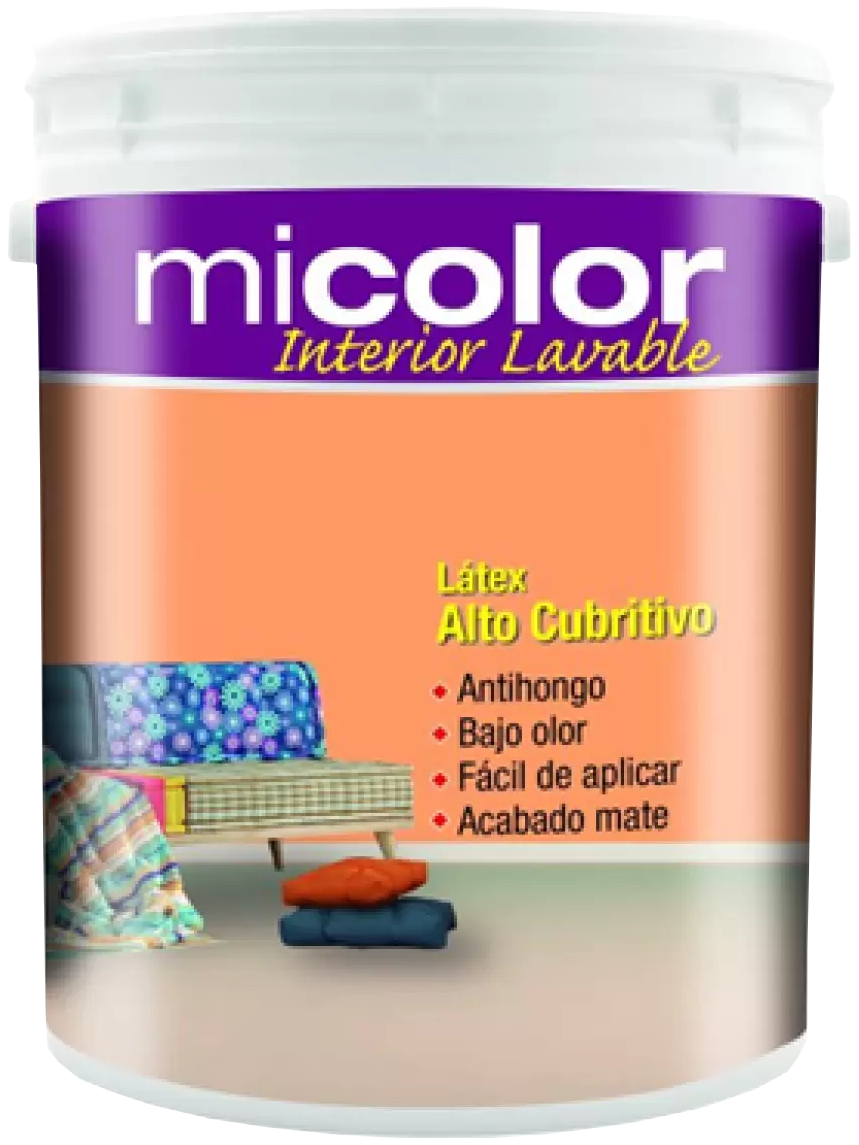 micolor
Interior Lavable
Látex
Alto Cubritivo
• Antihongo
• Bajo olor
• Fácil de aplicar
• Acabado mate